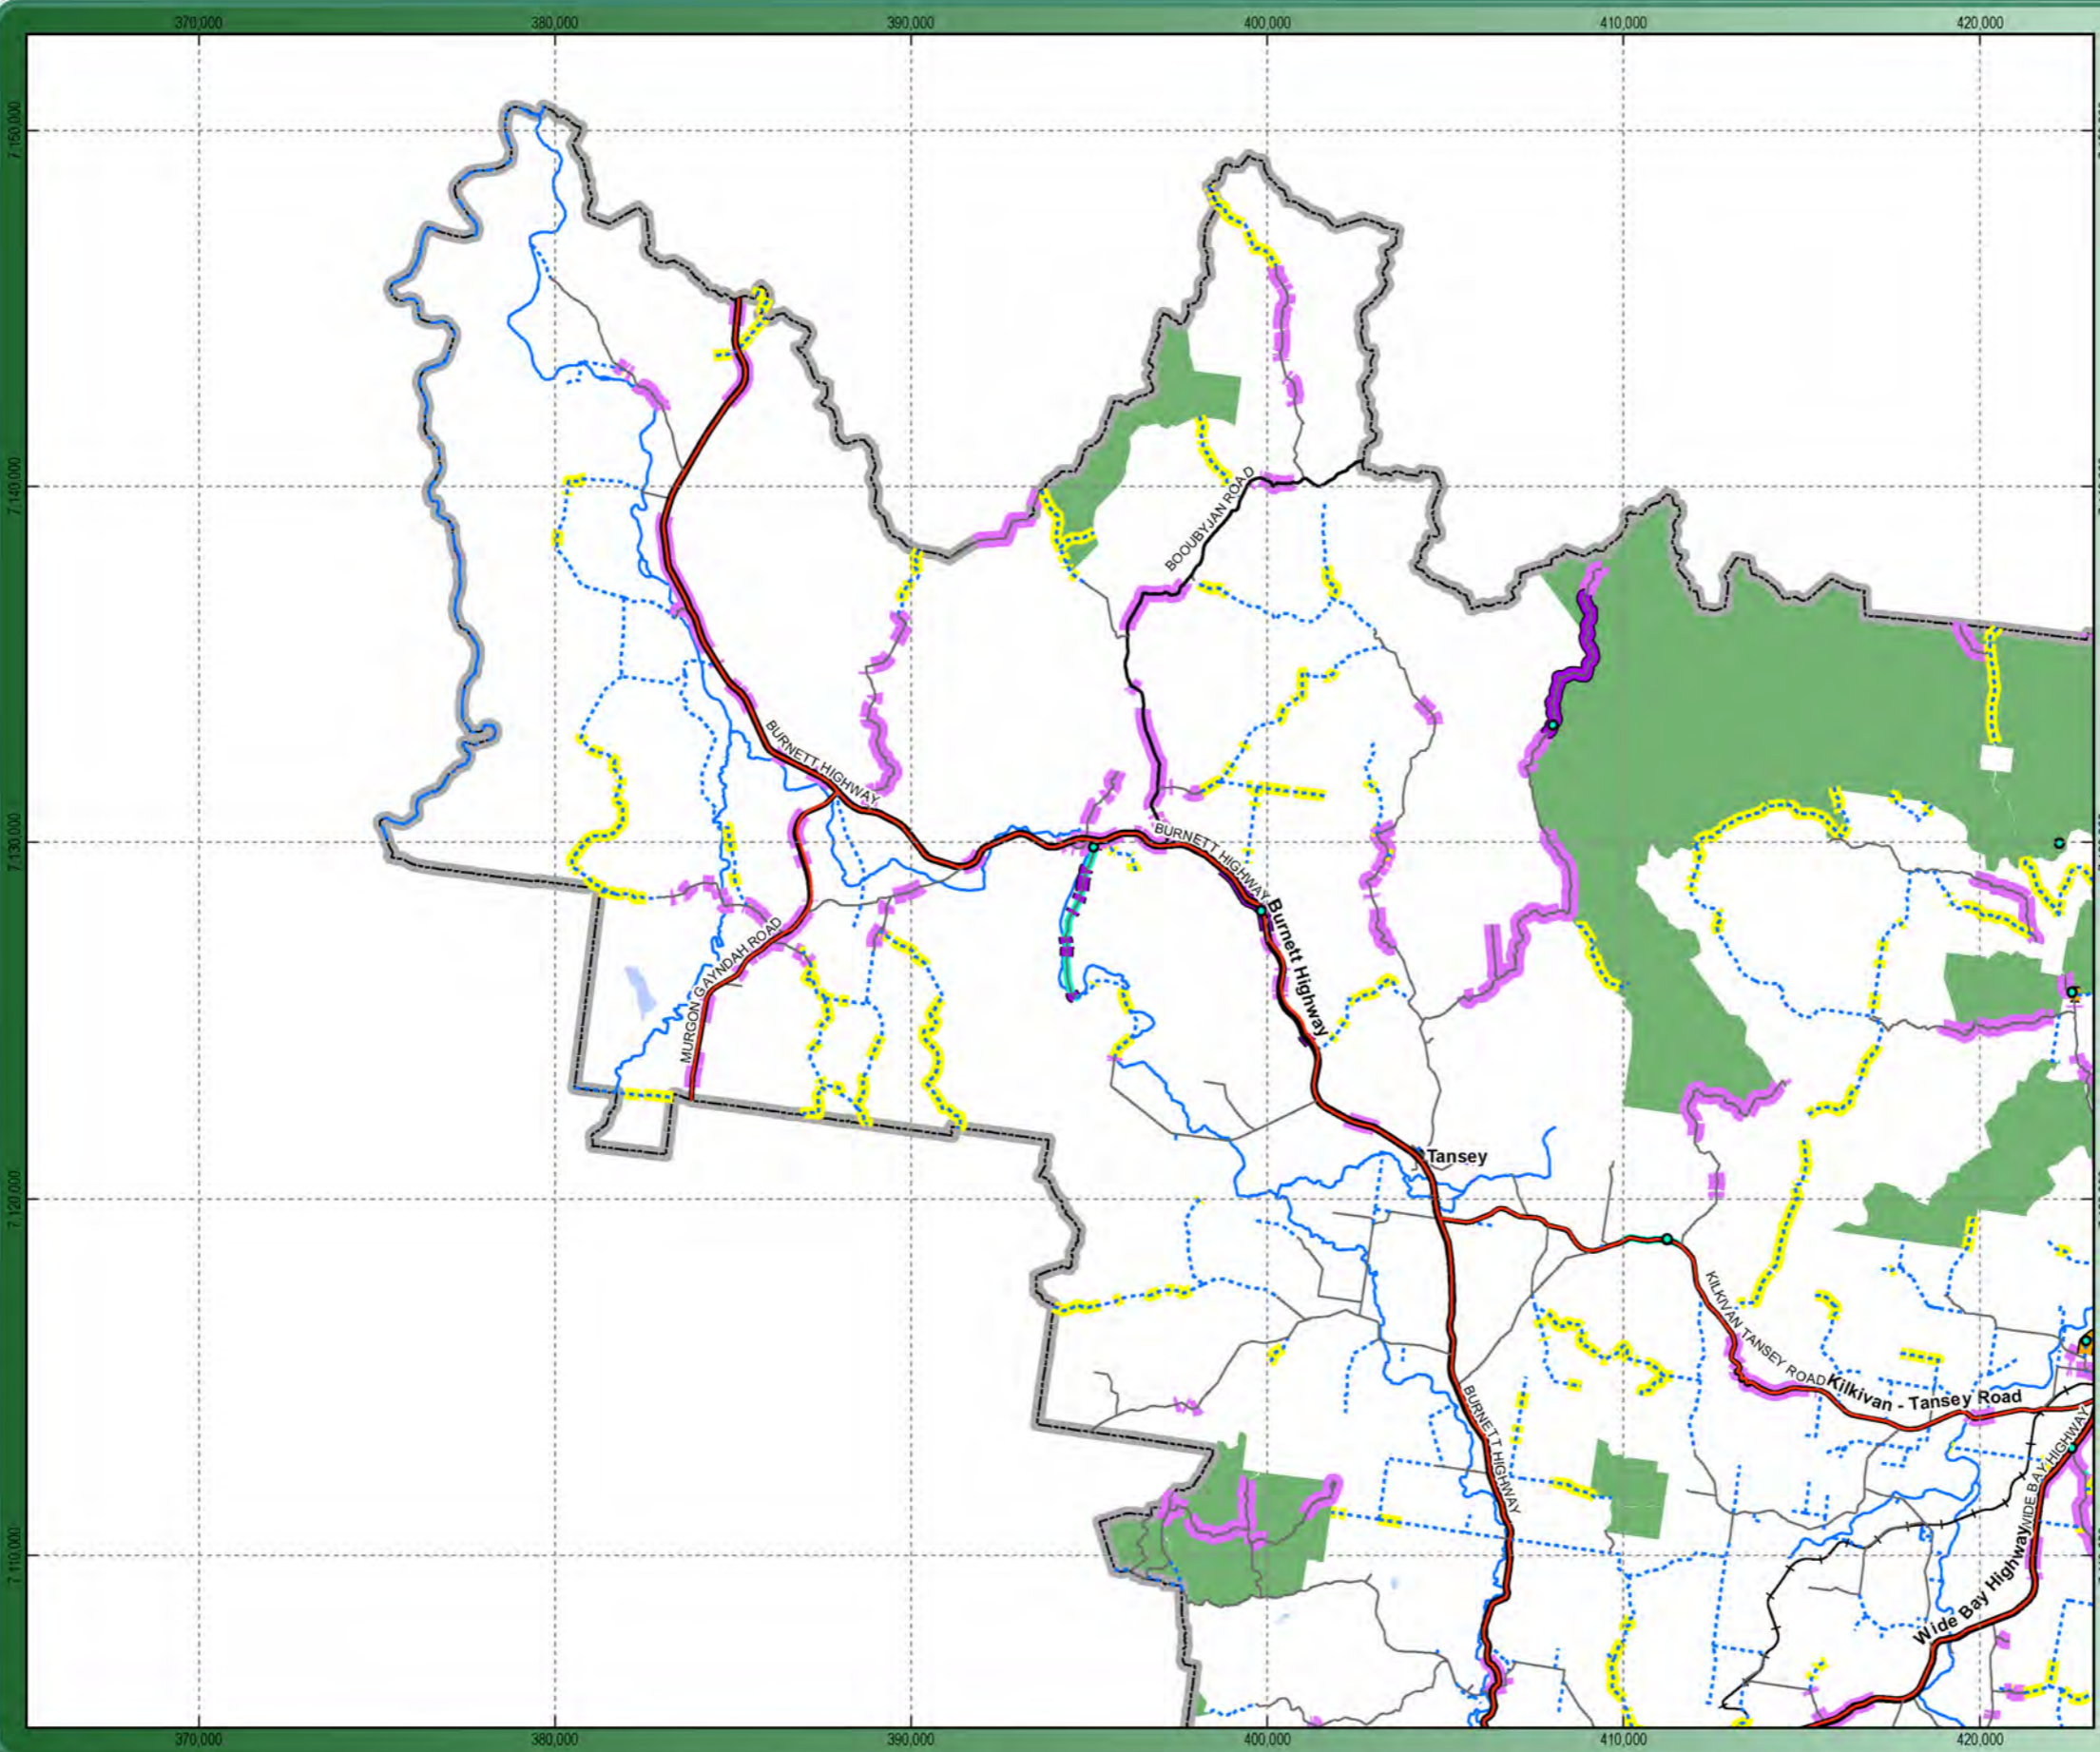 370,000
380,000
390,000
400,000
410,000
420,000
7,150,000
7,140,000
BOOUBYJAN ROAD
BURNETT HIGHWAY
7,130,000
BURNETT HIGHWAY
Burnett Highway
MURGON GAYNDAH ROAD
Tansey
7,120,000
KILKIVAN TANSEY ROAD
Kilkivan - Tansey Road
BURNETT HIGHWAY
WIDE BAY HIGHWAY
7,110,000
Wide Bay Highway
370,000
380,000
390,000
400,000
410,000
420,000